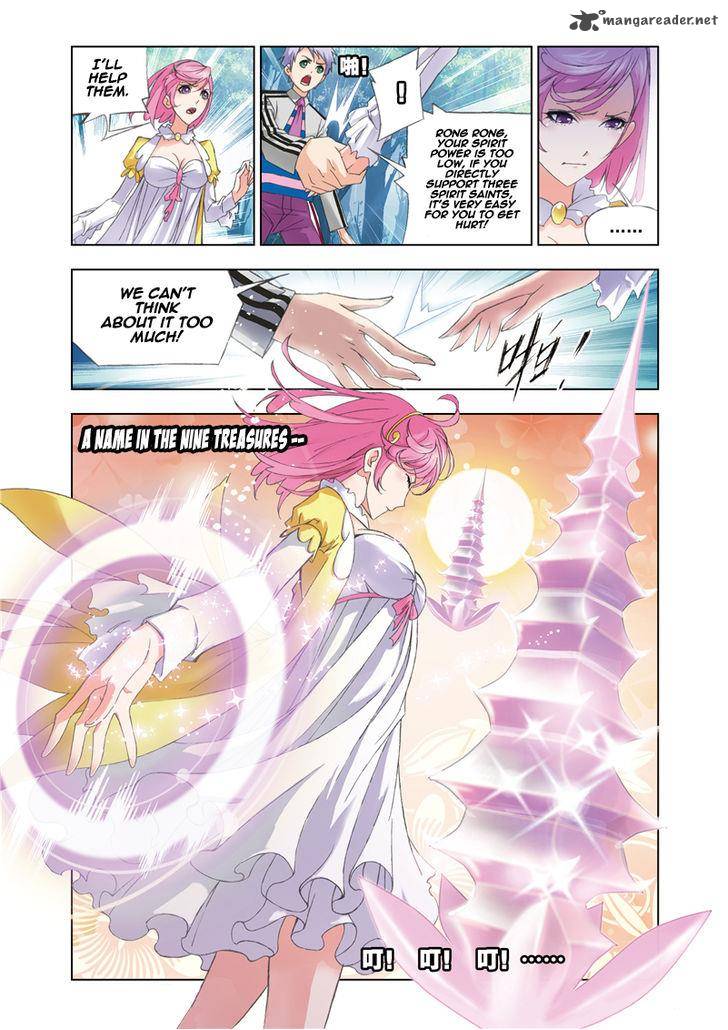 mangareader.net
I'LL
HELP
THEM.
啪!
!
RONG RONG,
YOUR SPIRIT
POWER IS TOO
LOW, IF YOU
DIRECTLY
SUPPORT THREE
SPIRIT SAINTS,
IT'S VERY EASY
FOR YOU TO GET
HURT!
......
WE CAN'T
THINK
ABOUT IT TOO
MUCH!
A NAME IN THE NINE TREASURES --
叮! 叮! 叮! ······